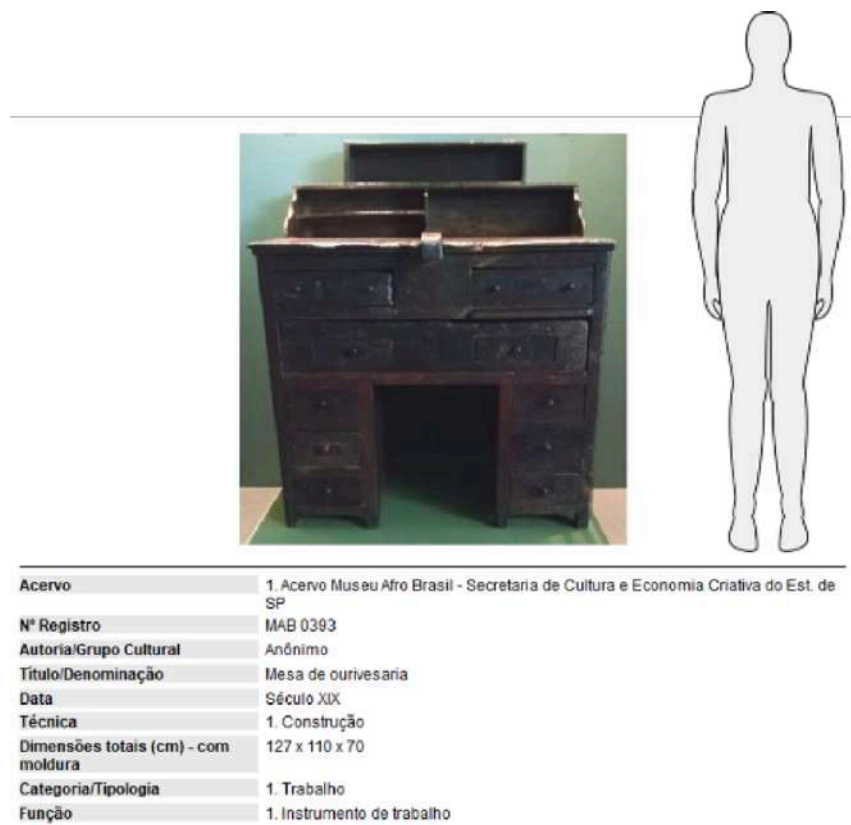 Acervo 1. Acervo Museu Afro Brasil - Secretaria de Cultura e Economia Criativa do Est. de
SP
Nº Registro MAB 0393
Autoria/Grupo Cultural Anônimo
Título/Denominação Mesa de ourivesaria
Data Século XIX
Técnica 1. Construção
Dimensões totais (cm) - com 127 x 110 x 70
moldura
Categoria/Tipologia 1. Trabalho
Função 1. Instrumento de trabalho